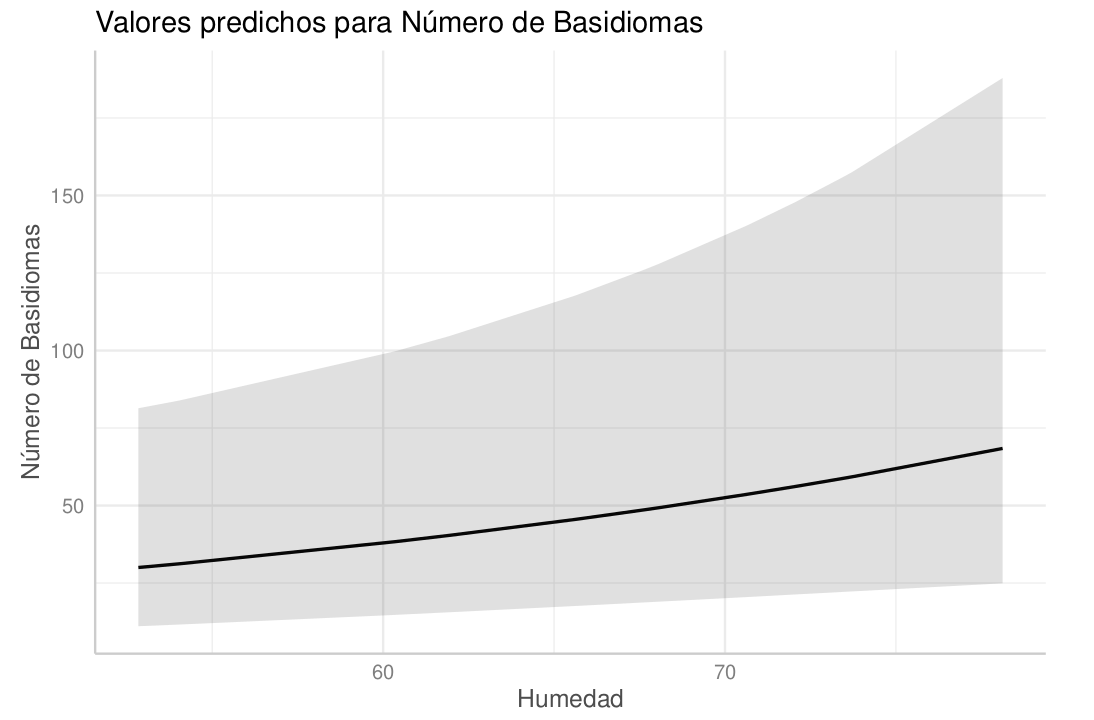 Valores predichos para Número de Basidiomas
Número de Basidiomas
150
100
50
60
70
Humedad